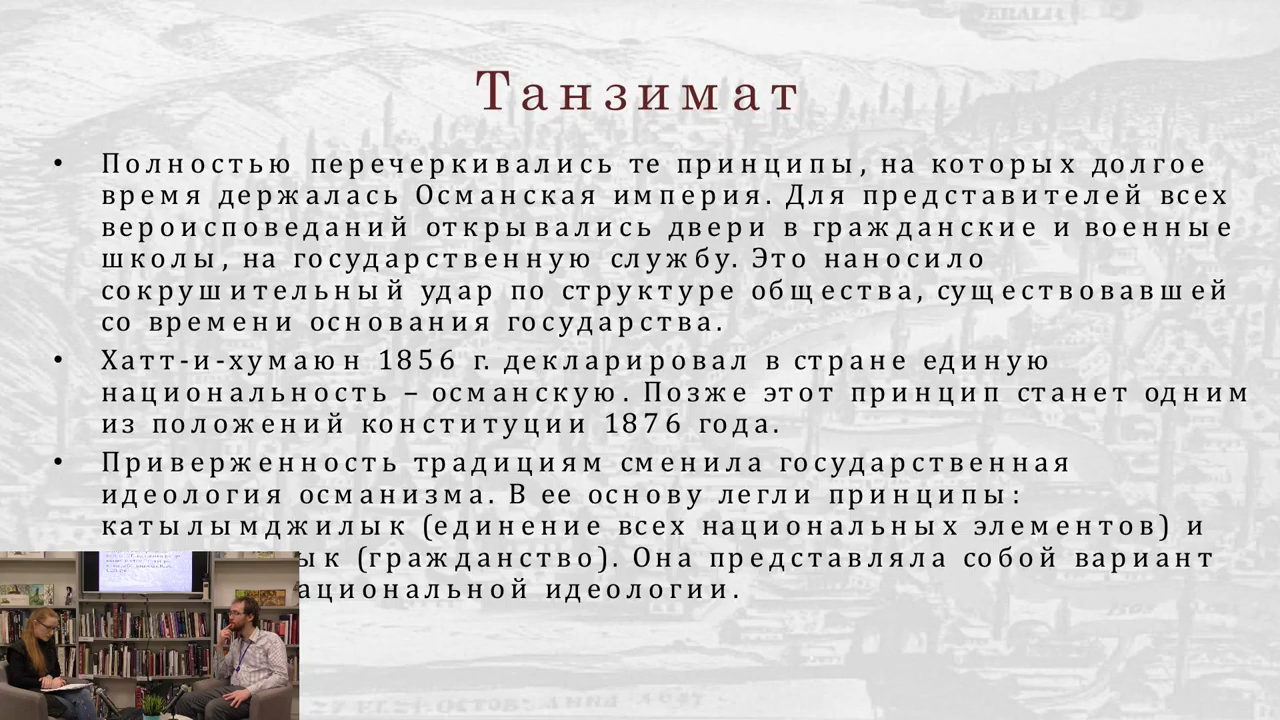 Танзимат
• Полностью перечеркивались те принципы, на которых долгое
время держалась Османская империя. Для представителей всех
вероисповеданий открывались двери в гражданские и военные
школы, на государственную службу. Это наносило
сокрушительный удар по структуре общества, существовавшей
со времени основания государства.
• Хатт-и-хумаюн 1856 г. декларировал в стране единую
национальность – османскую. Позже этот принцип станет одним
из положений конституции 1876 года.
• Приверженность традициям сменила государственная
идеология османизма. В ее основу легли принципы:
катылымджилык (единение всех национальных элементов) и
ык (гражданство). Она представляла собой вариант
ациональной идеологии.